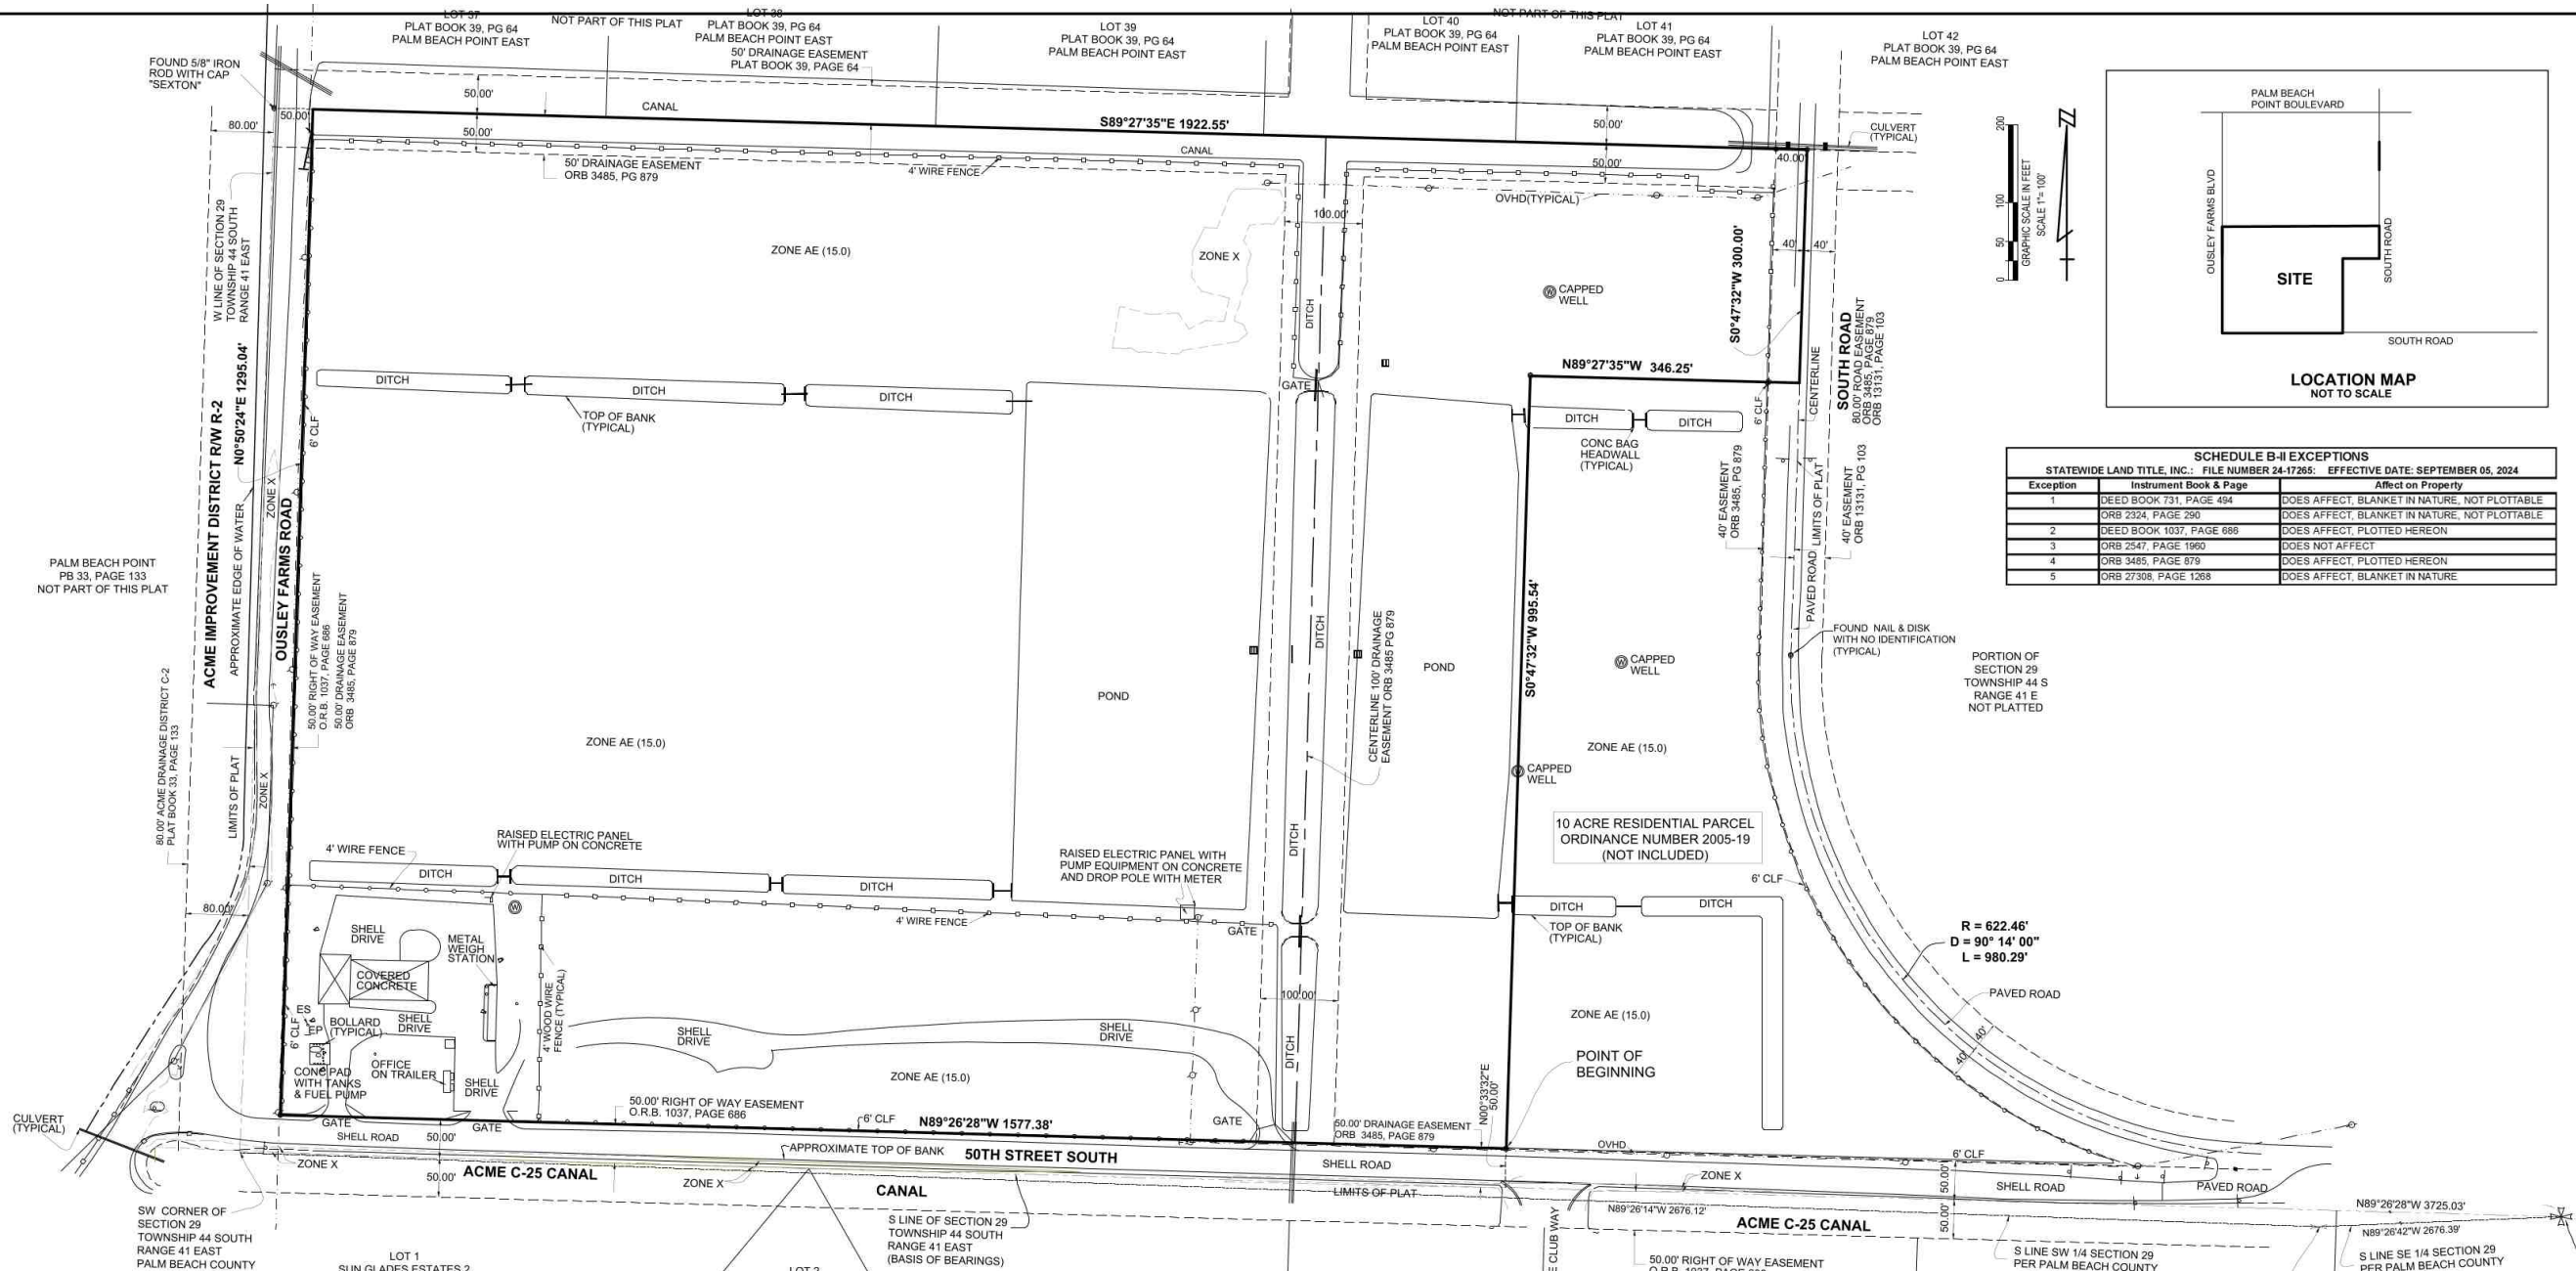 LOT 37
PLAT BOOK 39, PG 64
PALM BEACH POINT EAST
NOT PART OF THIS PLAT
LOT 38
PLAT BOOK 39, PG 64
PALM BEACH POINT EAST
50' DRAINAGE EASEMENT
PLAT BOOK 39, PAGE 64
LOT 39
PLAT BOOK 39, PG 64
PALM BEACH POINT EAST
LOT 40
PLAT BOOK 39, PG 64
PALM BEACH POINT EAST
NOT PART OF THIS PLAT
LOT 41
PLAT BOOK 39, PG 64
PALM BEACH POINT EAST
LOT 42
PLAT BOOK 39, PG 64
PALM BEACH POINT EAST
FOUND 5/8" IRON
ROD WITH CAP
"SEXTON"
80.00'
50.00'
50.00'
50.00'
CANAL
S89°27'35"E 1922.55'
CANAL
50' DRAINAGE EASEMENT
ORB 3485, PG 879
4' WIRE FENCE
50.00'
50.00'
40.00'
CULVERT
(TYPICAL)
OVHD(TYPICAL)
100.00'
W LINE OF SECTION 29
TOWNSHIP 44 SOUTH
RANGE 41 EAST
ZONE AE (15.0)
ZONE X
DITCH
CAPPED
WELL
S0°47'32"W 300.00'
40'
40'
200
100
50
0
GRAPHIC SCALE IN FEET
SCALE 1"= 100'
PALM BEACH
POINT BOULEVARD
OUSLEY FARMS BLVD
SITE
SOUTH ROAD
SOUTH ROAD
LOCATION MAP
NOT TO SCALE
N0°50'24"E 1295.04'
ACME IMPROVEMENT DISTRICT R/W R-2
APPROXIMATE EDGE OF WATER
ZONE X
OUSLEY FARMS ROAD
6' CLF
DITCH
DITCH
DITCH
TOP OF BANK
(TYPICAL)
GATE
N89°27'35"W 346.25'
DITCH
DITCH
CONC BAG
HEADWALL
(TYPICAL)
6' CLF
CENTERLINE
SOUTH ROAD
80.00' ROAD EASEMENT
ORB 3485, PAGE 879
ORB 13131, PAGE 103
40' EASEMENT
ORB 3485, PG 879
PAVED ROAD
LIMITS OF PLAT
40' EASEMENT
ORB 13131, PG 103
SCHEDULE B-II EXCEPTIONS
STATEWIDE LAND TITLE, INC.: FILE NUMBER 24-17265: EFFECTIVE DATE: SEPTEMBER 05, 2024
Exception Instrument Book & Page Affect on Property
1 DEED BOOK 731, PAGE 494 DOES AFFECT, BLANKET IN NATURE, NOT PLOTTABLE
ORB 2324, PAGE 290 DOES AFFECT, BLANKET IN NATURE, NOT PLOTTABLE
2 DEED BOOK 1037, PAGE 686 DOES AFFECT, PLOTTED HEREON
3 ORB 2547, PAGE 1960 DOES NOT AFFECT
4 ORB 3485, PAGE 879 DOES AFFECT, PLOTTED HEREON
5 ORB 27308, PAGE 1268 DOES AFFECT, BLANKET IN NATURE
PALM BEACH POINT
PB 33, PAGE 133
NOT PART OF THIS PLAT
50.00' RIGHT OF WAY EASEMENT
O.R.B. 1037, PAGE 686
50.00' DRAINAGE EASEMENT
ORB 3485, PAGE 879
80.00' ACME DRAINAGE DISTRICT C-2
PLAT BOOK 33, PAGE 133
LIMITS OF PLAT
ZONE X
ZONE AE (15.0)
POND
DITCH
CENTERLINE 100' DRAINAGE
EASEMENT ORB 3485 PG 879
POND
S0°47'32"W 995.54'
CAPPED
WELL
FOUND NAIL & DISK
WITH NO IDENTIFICATION
(TYPICAL)
PORTION OF
SECTION 29
TOWNSHIP 44 S
RANGE 41 E
NOT PLATTED
ZONE AE (15.0)
CAPPED
WELL
10 ACRE RESIDENTIAL PARCEL
ORDINANCE NUMBER 2005-19
(NOT INCLUDED)
4' WIRE FENCE
RAISED ELECTRIC PANEL
WITH PUMP ON CONCRETE
DITCH
DITCH
DITCH
RAISED ELECTRIC PANEL WITH
PUMP EQUIPMENT ON CONCRETE
AND DROP POLE WITH METER
DITCH
6' CLF
80.00'
4' WIRE FENCE
GATE
DITCH
DITCH
TOP OF BANK
(TYPICAL)
R = 622.46'
D = 90° 14' 00"
L = 980.29'
PAVED ROAD
SHELL
DRIVE
METAL
WEIGH
STATION
COVERED
CONCRETE
4' WOOD WIRE
FENCE (TYPICAL)
100.00'
ES
EP
6' CLF
BOLLARD
(TYPICAL)
SHELL
DRIVE
SHELL
DRIVE
SHELL
DRIVE
DITCH
ZONE AE (15.0)
40'
40'
CONC PAD
WITH TANKS
& FUEL PUMP
OFFICE
ON TRAILER
SHELL
DRIVE
ZONE AE (15.0)
POINT OF
BEGINNING
N00°33'32"E
50.00'
CULVERT
(TYPICAL)
GATE
GATE
50.00' RIGHT OF WAY EASEMENT
O.R.B. 1037, PAGE 686
6' CLF
N89°26'28"W 1577.38'
GATE
50.00' DRAINAGE EASEMENT
ORB 3485, PAGE 879
OVHD
SHELL ROAD
50.00'
APPROXIMATE TOP OF BANK
50TH STREET SOUTH
SHELL ROAD
6' CLF
ZONE X
50.00'
ACME C-25 CANAL
ZONE X
CANAL
LIMITS OF PLAT
ZONE X
50.00'
50.00'
SHELL ROAD
PAVED ROAD
SW CORNER OF
SECTION 29
TOWNSHIP 44 SOUTH
RANGE 41 EAST
PALM BEACH COUNTY
S LINE OF SECTION 29
TOWNSHIP 44 SOUTH
RANGE 41 EAST
(BASIS OF BEARINGS)
N89°26'14"W 2676.12'
ACME C-25 CANAL
N89°26'28"W 3725.03'
N89°26'42"W 2676.39'
LOT 1
SUN GLADES ESTATES 2
LOT 2
E CLUB WAY
50.00' RIGHT OF WAY EASEMENT
S LINE SW 1/4 SECTION 29
PER PALM BEACH COUNTY
S LINE SE 1/4 SECTION 29
PER PALM BEACH COUNTY